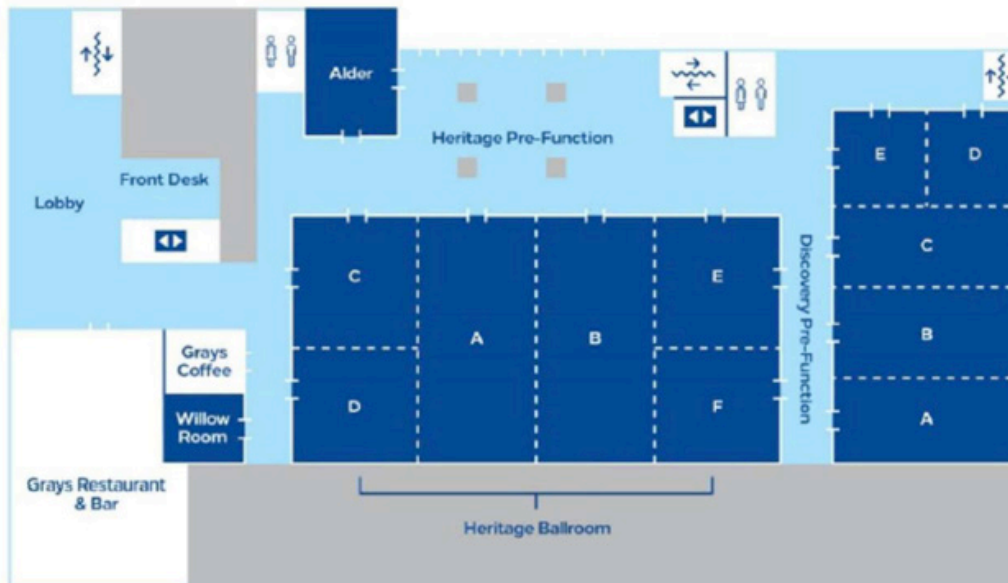 Alder
Heritage Pre-Function
Front Desk
Lobby
E
D
C
B
A
Discovery Pre-Function
C
A
B
E
D
F
Grays
Coffee
Willow
Room
Grays Restaurant
& Bar
Heritage Ballroom